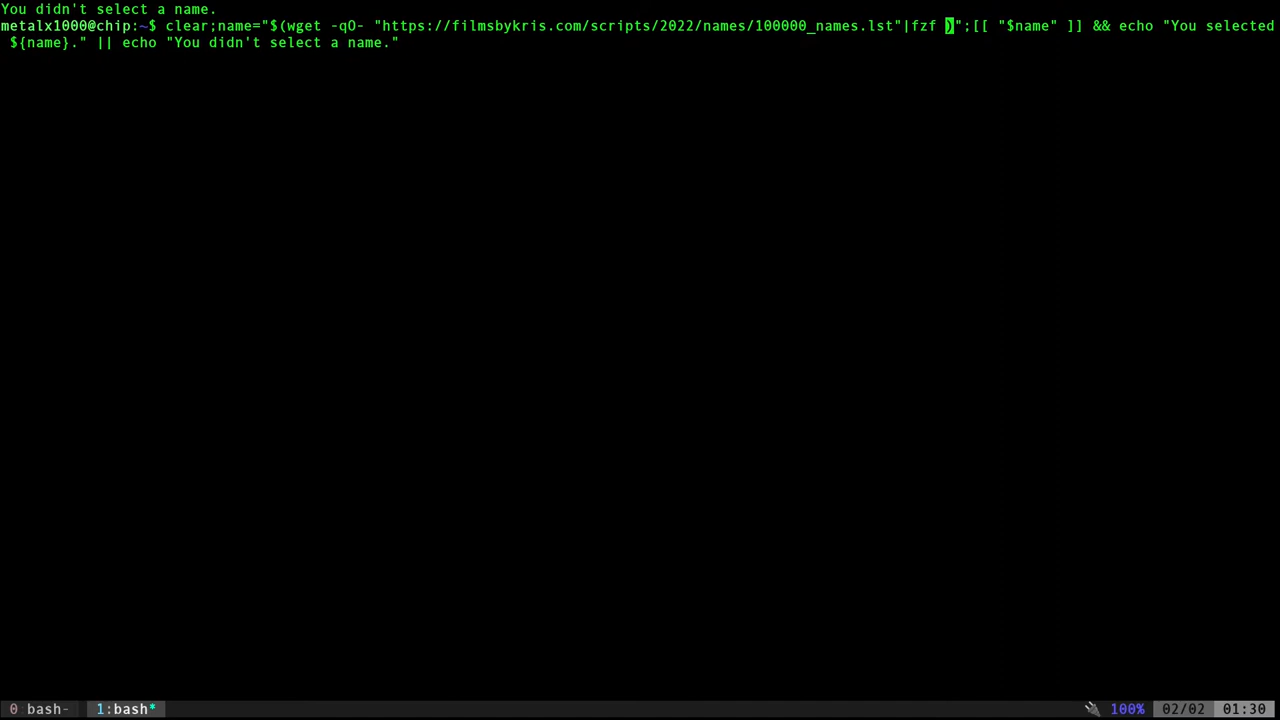 You didn't select a name.
metalx1000@chip:~$ clear;name="$(wget -qO- "https://filmsbykris.com/scripts/2022/names/100000_names.lst"|fzf )";[[ "$name" ]] && echo "You selected
${name}." || echo "You didn't select a name."
0 bash- 1:bash* 100% 02/02 01:30